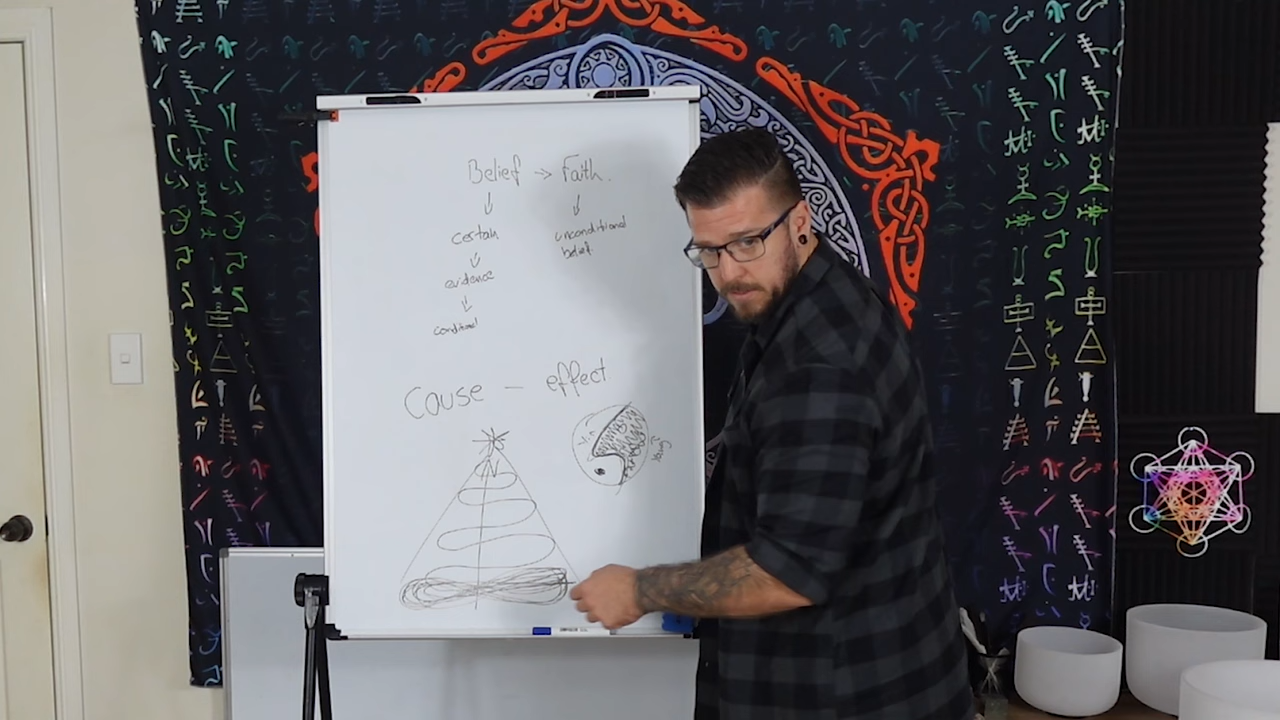 Belief → Faith.
↓ ↓
certain unconditional
belief.
↓
evidence
↓
conditional
Cause — effect